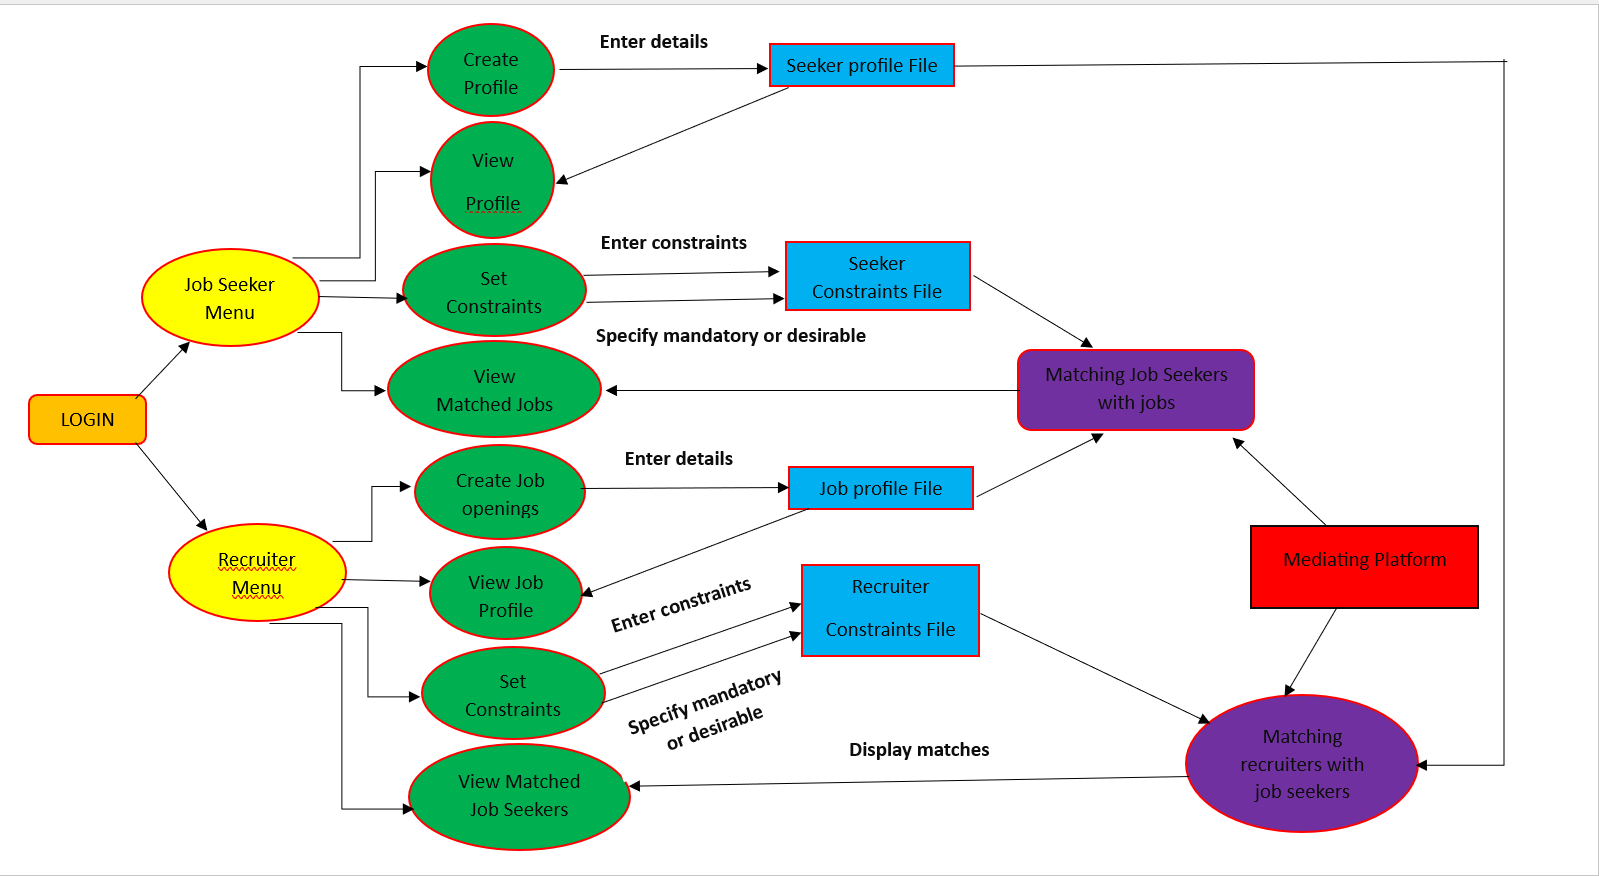 Create
Profile
Enter details
Seeker profile File
View
Profile
Enter constraints
Job Seeker
Menu
Set
Constraints
Seeker
Constraints File
Specify mandatory or desirable
View
Matched Jobs
Matching Job Seekers
with jobs
LOGIN
Enter details
Create Job
openings
Job profile File
Recruiter
Menu
View Job
Profile
Enter constraints
Recruiter
Constraints File
Mediating Platform
Set
Constraints
Specify mandatory
or desirable
Display matches
Matching
recruiters with
job seekers
View Matched
Job Seekers